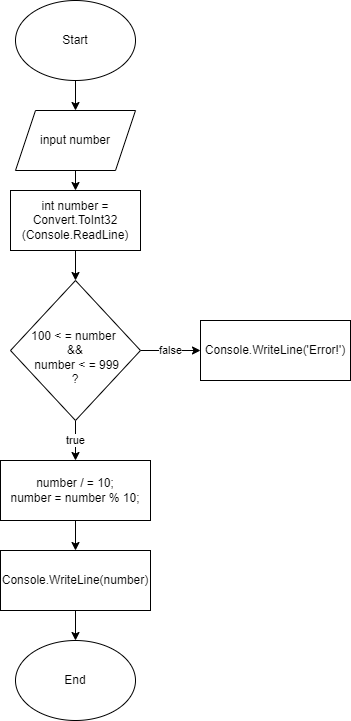 Start
input number
int number =
Convert.ToInt32
(Console.ReadLine)
100 < = number
&&
number < = 999
?
false
Console.WriteLine('Error!')
true
number / = 10;
number = number % 10;
Console.WriteLine(number)
End